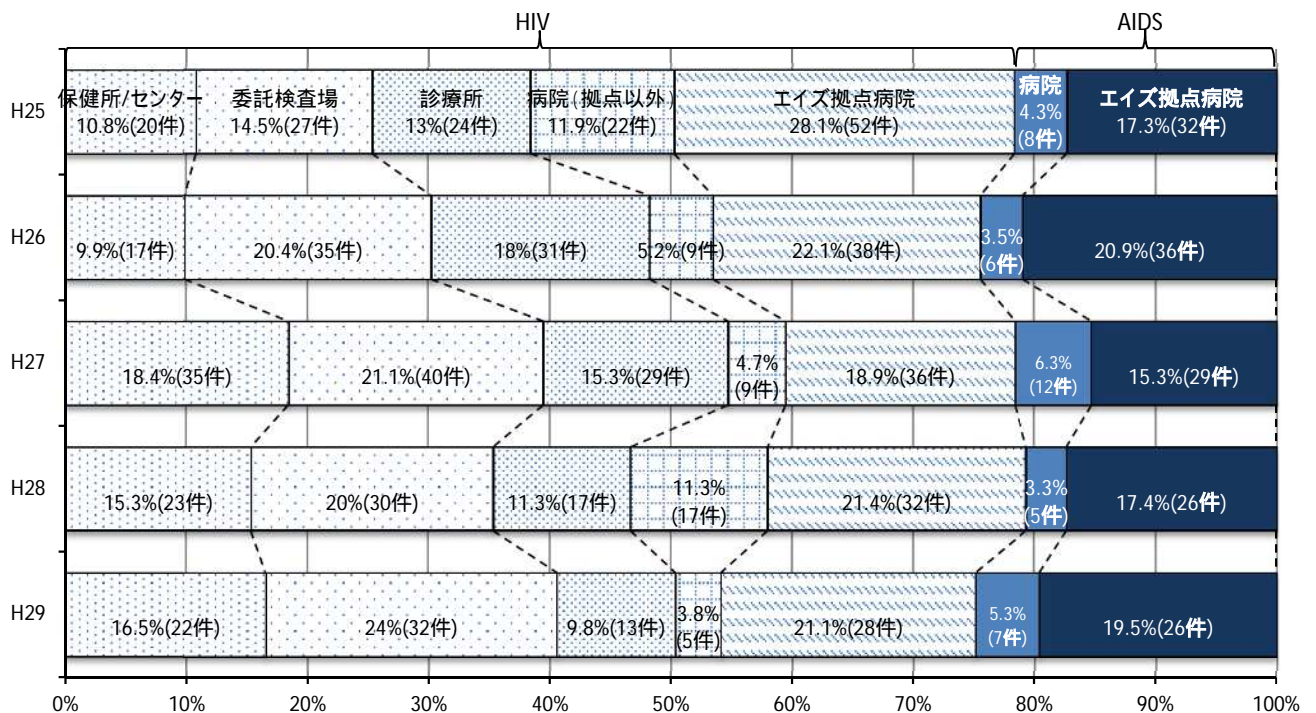 HIV
AIDS
H25
保健所/センター
10.8%(20件)
委託検査場
14.5%(27件)
診療所
13%(24件)
病院(拠点以外)
11.9%(22件)
エイズ拠点病院
28.1%(52件)
病院
4.3%
(8件)
エイズ拠点病院
17.3%(32件)
H26
9.9%(17件)
20.4%(35件)
18%(31件)
5.2%(9件)
22.1%(38件)
3.5%
(6件)
20.9%(36件)
H27
18.4%(35件)
21.1%(40件)
15.3%(29件)
4.7%
(9件)
18.9%(36件)
6.3%
(12件)
15.3%(29件)
H28
15.3%(23件)
20%(30件)
11.3%(17件)
11.3%
(17件)
21.4%(32件)
3.3%
(5件)
17.4%(26件)
H29
16.5%(22件)
24%(32件)
9.8%(13件)
3.8%
(5件)
21.1%(28件)
5.3%
(7件)
19.5%(26件)
0%
10%
20%
30%
40%
50%
60%
70%
80%
90%
100%